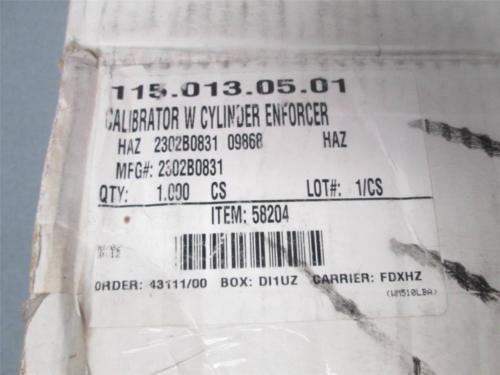 115.013.05.01
CALIBRATOR W CYLINDER ENFORCER
HAZ 2302B0831 09868 HAZ
MFG#: 2302B0831
QTY: 1.000 CS LOT#: 1/CS
ITEM: 58204
ORDER: 43111/00 BOX: DI1UZ CARRIER: FDXHZ
(WM510LBA)